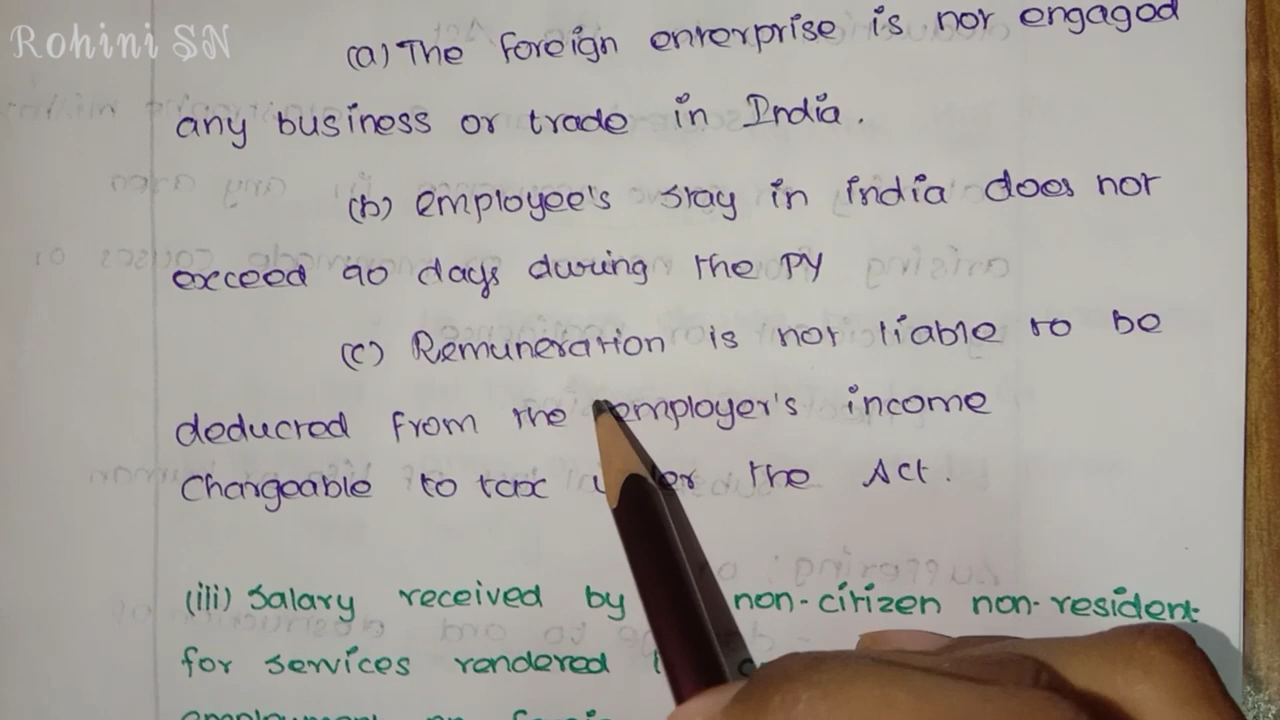 Rohini SN
(a) The foreign enterprise is not engaged
any business or trade in India.
(b) employee's stay in india does not
exceed 90 days during the PY
(c) Remuneration is not liable to be
deducted from the employer's income
Chargeable to tax the Act.
(iii) Salary received by non-citizen non-resident
for services rendered